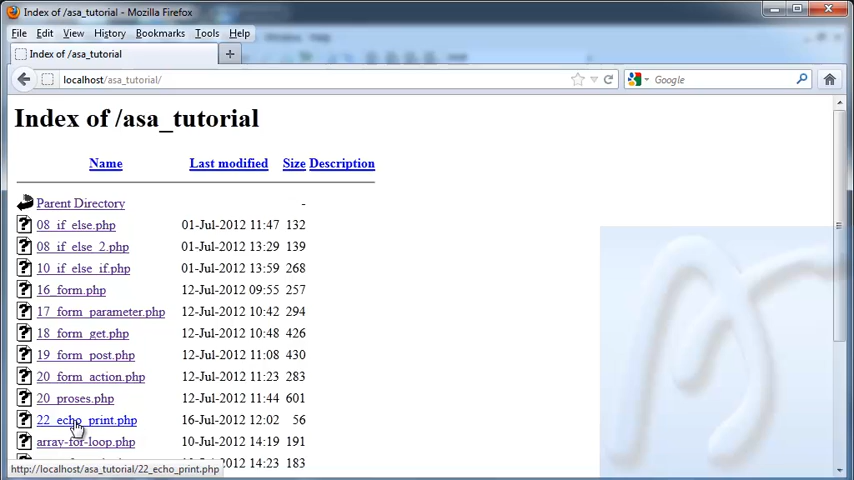 Index of /asa_tutorial - Mozilla Firefox
File Edit View History Bookmarks Tools Help
Index of /asa_tutorial
localhost/asa_tutorial/
Google
Index of /asa_tutorial
Name Last modified Size Description
Parent Directory -
08_if_else.php 01-Jul-2012 11:47 132
08_if_else_2.php 01-Jul-2012 13:29 139
10_if_else_if.php 01-Jul-2012 13:59 268
16_form.php 12-Jul-2012 09:55 257
17_form_parameter.php 12-Jul-2012 10:42 294
18_form_get.php 12-Jul-2012 10:48 426
19_form_post.php 12-Jul-2012 11:08 430
20_form_action.php 12-Jul-2012 11:23 283
20_proses.php 12-Jul-2012 11:44 601
22_echo_print.php 16-Jul-2012 12:02 56
array-for-loop.php 10-Jul-2012 14:19 191
14:23 183
http://localhost/asa_tutorial/22_echo_print.php